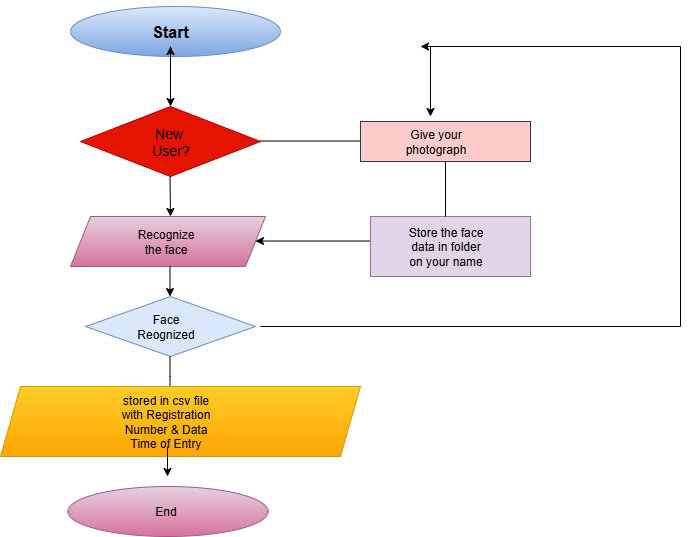 Start
New
User?
Give your
photograph
Recognize
the face
Store the face
data in folder
on your name
Face
Reognized
stored in csv file
with Registration
Number & Data
Time of Entry
End